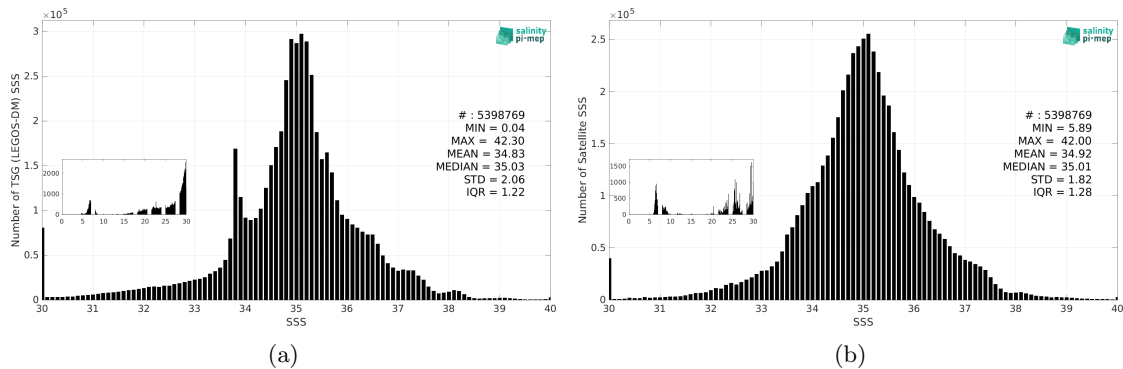 ×10⁵
3
2.5
2
1.5
1
0.5
0
Number of TSG (LEGOS-DM) SSS
30 31 32 33 34 35 36 37 38 39 40
SSS
salinity
pi-mep
# : 5398769
MIN = 0.04
MAX = 42.30
MEAN = 34.83
MEDIAN = 35.03
STD = 2.06
IQR = 1.22
2000
1000
0
0 5 10 15 20 25 30
(a)
×10⁵
2.5
2
1.5
1
0.5
0
Number of Satellite SSS
30 31 32 33 34 35 36 37 38 39 40
SSS
salinity
pi-mep
# : 5398769
MIN = 5.89
MAX = 42.00
MEAN = 34.92
MEDIAN = 35.01
STD = 1.82
IQR = 1.28
1500
1000
500
0
0 5 10 15 20 25 30
(b)